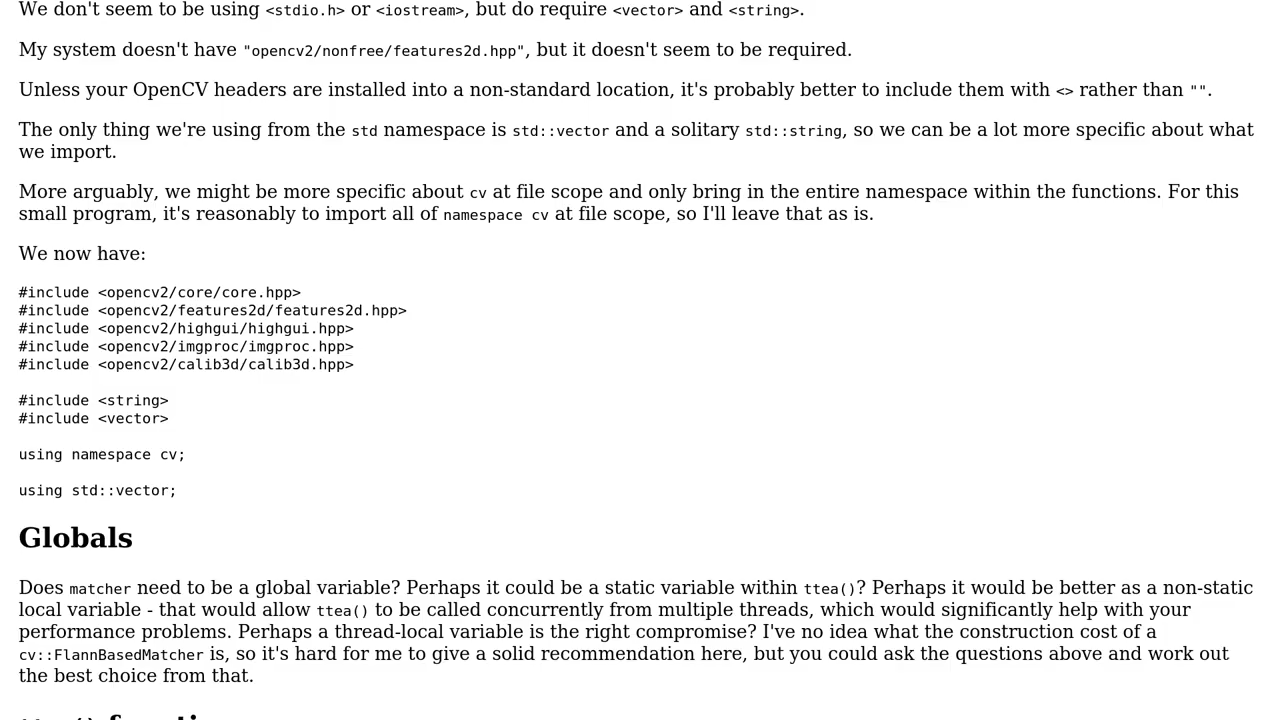 We don't seem to be using <stdio.h> or <iostream>, but do require <vector> and <string>.
My system doesn't have "opencv2/nonfree/features2d.hpp", but it doesn't seem to be required.
Unless your OpenCV headers are installed into a non-standard location, it's probably better to include them with <> rather than "".
The only thing we're using from the std namespace is std::vector and a solitary std::string, so we can be a lot more specific about what
we import.
More arguably, we might be more specific about cv at file scope and only bring in the entire namespace within the functions. For this
small program, it's reasonably to import all of namespace cv at file scope, so I'll leave that as is.
We now have:
#include <opencv2/core/core.hpp>
#include <opencv2/features2d/features2d.hpp>
#include <opencv2/highgui/highgui.hpp>
#include <opencv2/imgproc/imgproc.hpp>
#include <opencv2/calib3d/calib3d.hpp>
#include <string>
#include <vector>
using namespace cv;
using std::vector;
Globals
Does matcher need to be a global variable? Perhaps it could be a static variable within ttea()? Perhaps it would be better as a non-static
local variable - that would allow ttea() to be called concurrently from multiple threads, which would significantly help with your
performance problems. Perhaps a thread-local variable is the right compromise? I've no idea what the construction cost of a
cv::FlannBasedMatcher is, so it's hard for me to give a solid recommendation here, but you could ask the questions above and work out
the best choice from that.